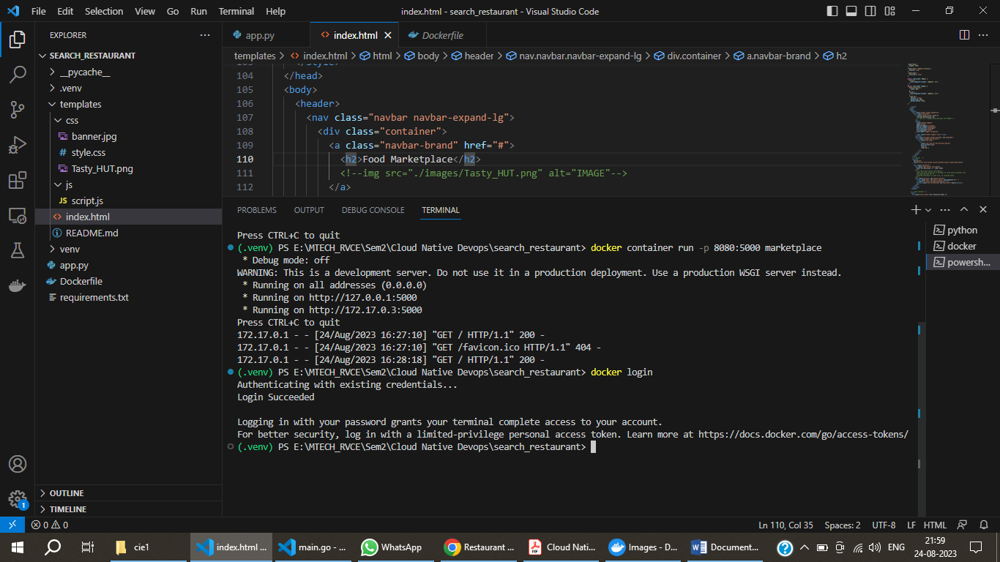 File Edit Selection View Go Run Terminal Help
index.html - search_restaurant - Visual Studio Code
EXPLORER
SEARCH_RESTAURANT
__pycache__
.venv
templates
css
banner.jpg
style.css
Tasty_HUT.png
js
JS script.js
index.html
README.md
venv
app.py
Dockerfile
requirements.txt
OUTLINE
TIMELINE
app.py
index.html
Dockerfile
templates > index.html > html > body > header > nav.navbar.navbar-expand-lg > div.container > a.navbar-brand > h2
103 </style>
104 </head>
105 <body>
106 <header>
107 <nav class="navbar navbar-expand-lg">
108 <div class="container">
109 <a class="navbar-brand" href="#">
110 <h2>Food Marketplace</h2>
111 <!--img src="./images/Tasty_HUT.png" alt="IMAGE"-->
112 </a>
PROBLEMS OUTPUT DEBUG CONSOLE TERMINAL
Press CTRL+C to quit
(.venv) PS E:\MTECH_RVCE\Sem2\Cloud Native Devops\search_restaurant> docker container run -p 8080:5000 marketplace
* Debug mode: off
WARNING: This is a development server. Do not use it in a production deployment. Use a production WSGI server instead.
* Running on all addresses (0.0.0.0)
* Running on http://127.0.0.1:5000
* Running on http://172.17.0.3:5000
Press CTRL+C to quit
172.17.0.1 - - [24/Aug/2023 16:27:10] "GET / HTTP/1.1" 200 -
172.17.0.1 - - [24/Aug/2023 16:27:10] "GET /favicon.ico HTTP/1.1" 404 -
172.17.0.1 - - [24/Aug/2023 16:28:18] "GET / HTTP/1.1" 200 -
(.venv) PS E:\MTECH_RVCE\Sem2\Cloud Native Devops\search_restaurant> docker login
Authenticating with existing credentials...
Login Succeeded
Logging in with your password grants your terminal complete access to your account.
For better security, log in with a limited-privilege personal access token. Learn more at https://docs.docker.com/go/access-tokens/
(.venv) PS E:\MTECH_RVCE\Sem2\Cloud Native Devops\search_restaurant>
python
docker
powersh...
1
0 0
Ln 110, Col 35 Spaces: 2 UTF-8 LF HTML
cie1
index.html ...
main.go - ...
WhatsApp
Restaurant ...
Cloud Nati...
Images - D...
Document...
ENG
21:59
24-08-2023